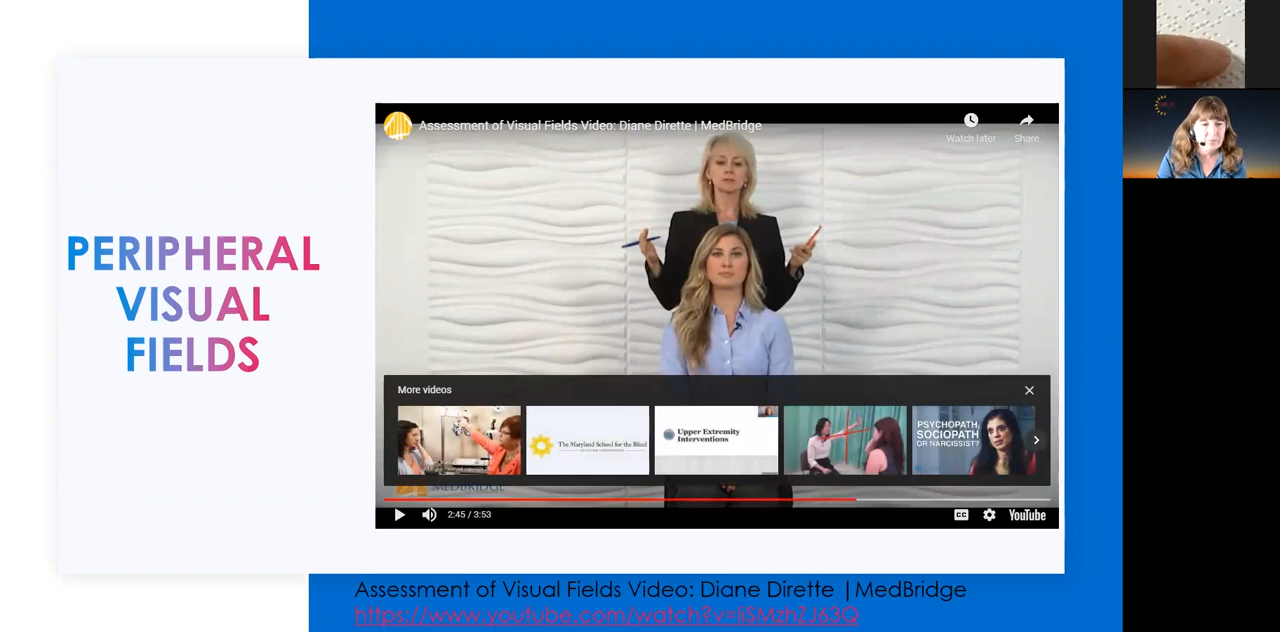 PERIPHERAL
VISUAL
FIELDS
Assessment of Visual Fields Video: Diane Dirette | MedBridge
Watch later
Share
More videos
The Maryland School for the Blind
Upper Extremity
Interventions
PSYCHOPATH,
SOCIOPATH
OR NARCISSIST?
MEDBRIDGE
2:45 / 3:53
CC
YouTube
Assessment of Visual Fields Video: Diane Dirette |MedBridge